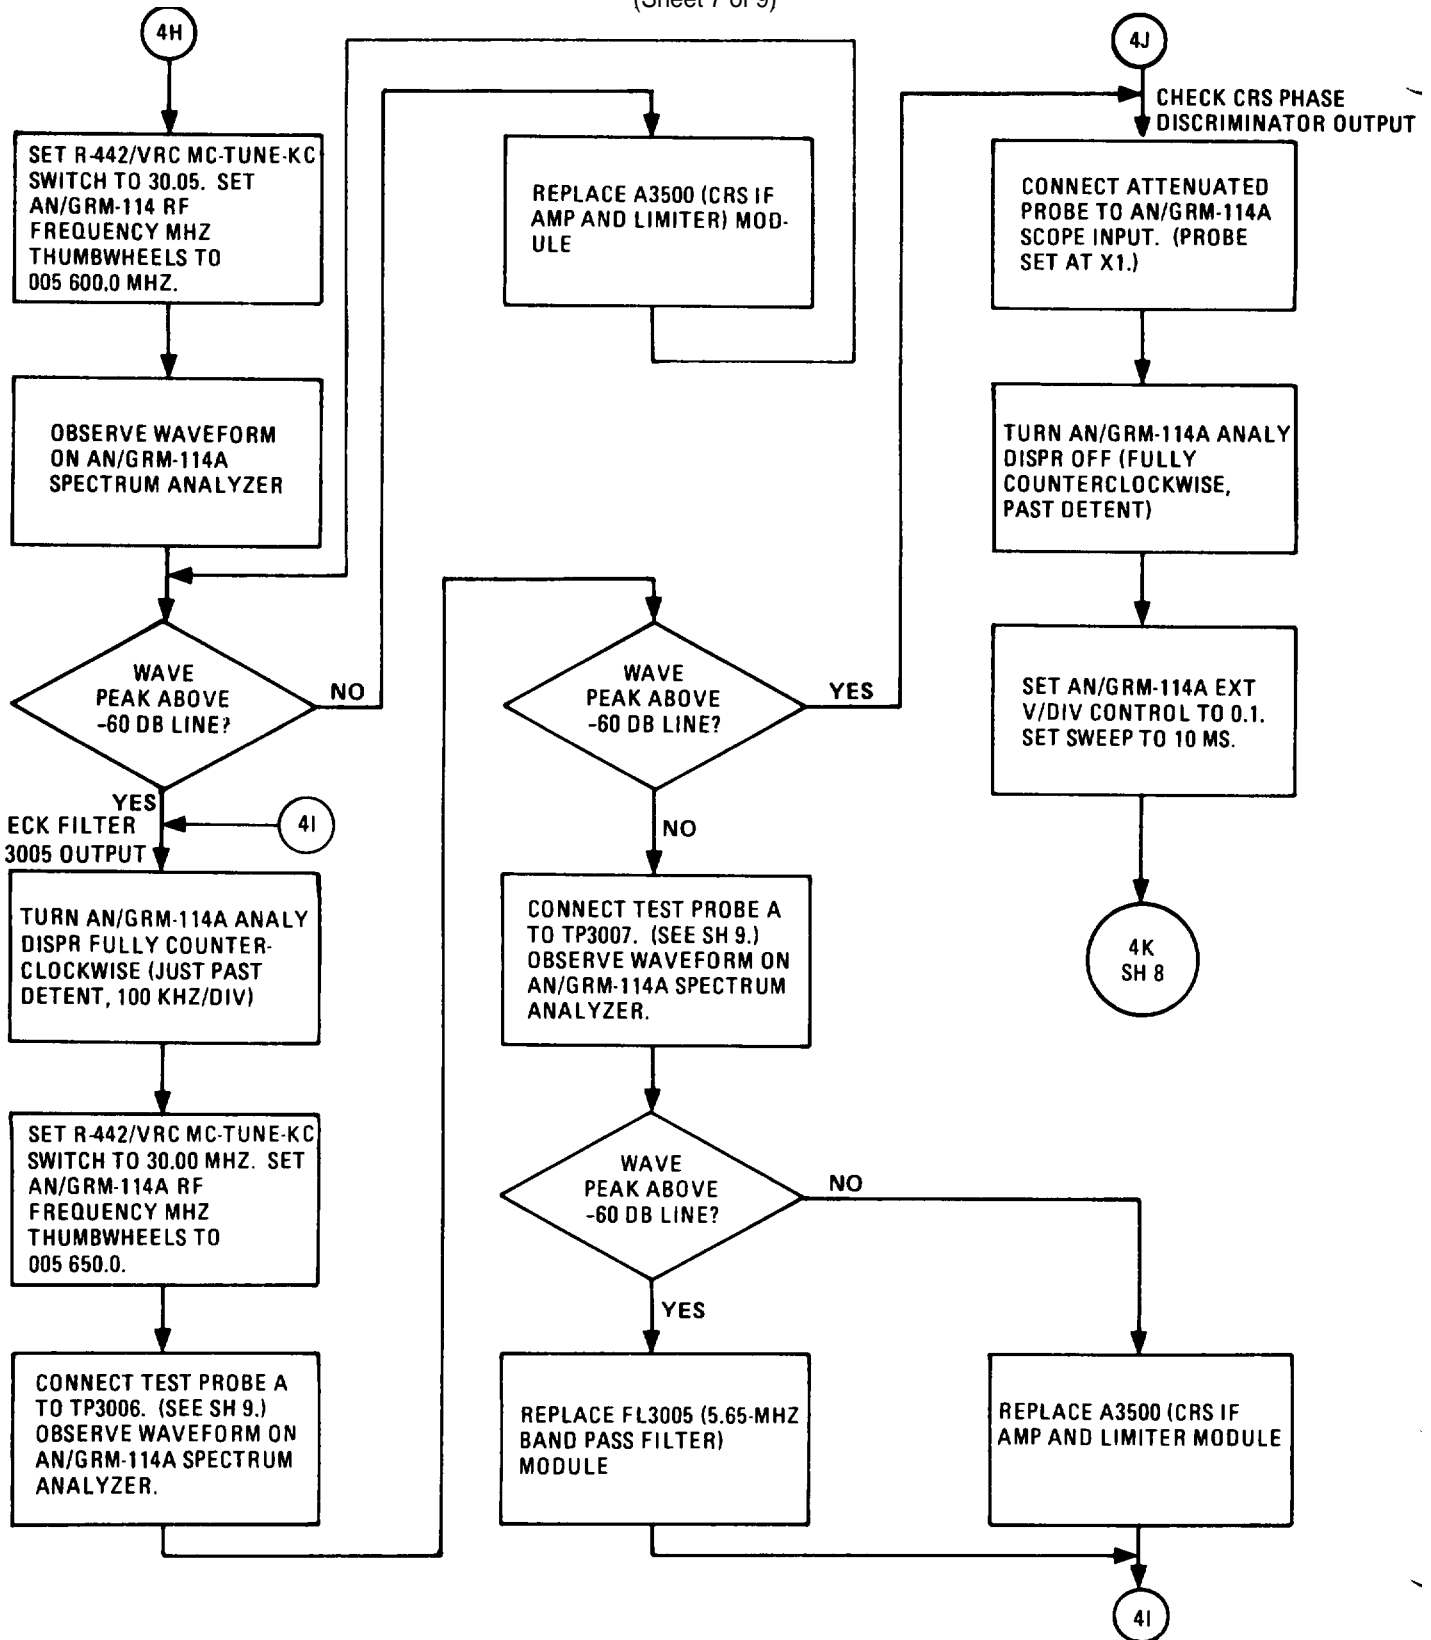 (Sheet 7 of 9)
4H
SET R-442/VRC MC-TUNE-KC
SWITCH TO 30.05. SET
AN/GRM-114 RF
FREQUENCY MHZ
THUMBWHEELS TO
005 600.0 MHZ.
OBSERVE WAVEFORM
ON AN/GRM-114A
SPECTRUM ANALYZER
WAVE
PEAK ABOVE
-60 DB LINE?
NO
YES
ECK FILTER
3005 OUTPUT
4I
TURN AN/GRM-114A ANALY
DISPR FULLY COUNTER-
CLOCKWISE (JUST PAST
DETENT, 100 KHZ/DIV)
SET R-442/VRC MC-TUNE-KC
SWITCH TO 30.00 MHZ. SET
AN/GRM-114A RF
FREQUENCY MHZ
THUMBWHEELS TO
005 650.0.
CONNECT TEST PROBE A
TO TP3006. (SEE SH 9.)
OBSERVE WAVEFORM ON
AN/GRM-114A SPECTRUM
ANALYZER.
REPLACE A3500 (CRS IF
AMP AND LIMITER) MOD-
ULE
WAVE
PEAK ABOVE
-60 DB LINE?
YES
NO
CONNECT TEST PROBE A
TO TP3007. (SEE SH 9.)
OBSERVE WAVEFORM ON
AN/GRM-114A SPECTRUM
ANALYZER.
WAVE
PEAK ABOVE
-60 DB LINE?
NO
YES
REPLACE FL3005 (5.65-MHZ
BAND PASS FILTER)
MODULE
REPLACE A3500 (CRS IF
AMP AND LIMITER MODULE
4I
4J
CHECK CRS PHASE
DISCRIMINATOR OUTPUT
CONNECT ATTENUATED
PROBE TO AN/GRM-114A
SCOPE INPUT. (PROBE
SET AT X1.)
TURN AN/GRM-114A ANALY
DISPR OFF (FULLY
COUNTERCLOCKWISE,
PAST DETENT)
SET AN/GRM-114A EXT
V/DIV CONTROL TO 0.1.
SET SWEEP TO 10 MS.
4K
SH 8